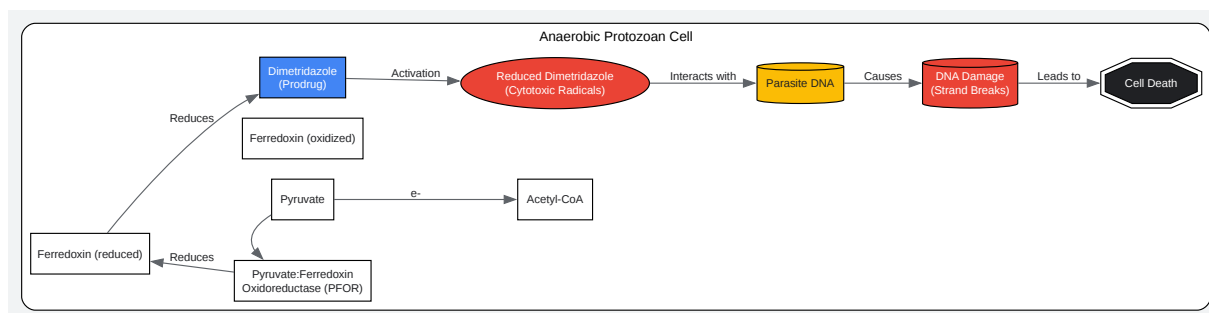 Anaerobic Protozoan Cell
Dimetridazole
(Prodrug)
Activation
Reduced Dimetridazole
(Cytotoxic Radicals)
Interacts with
Parasite DNA
Causes
DNA Damage
(Strand Breaks)
Leads to
Cell Death
Reduces
Ferredoxin (oxidized)
Pyruvate
e-
Acetyl-CoA
Ferredoxin (reduced)
Reduces
Pyruvate:Ferredoxin
Oxidoreductase (PFOR)